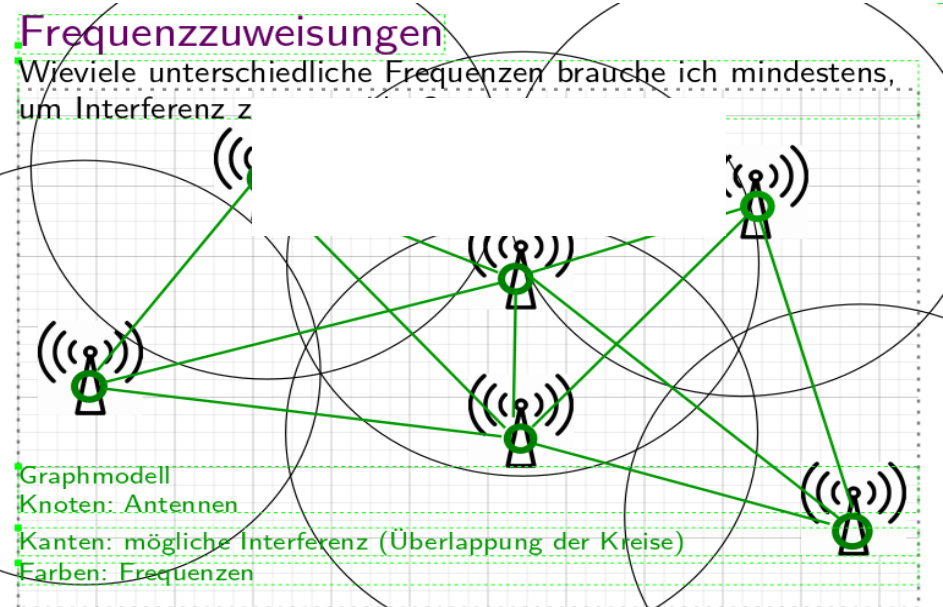 Frequenzzuweisungen
Wieviele unterschiedliche Frequenzen brauche ich mindestens,
um Interferenz z
Graphmodell
Knoten: Antennen
Kanten: mögliche Interferenz (Überlappung der Kreise)
Farben: Frequenzen